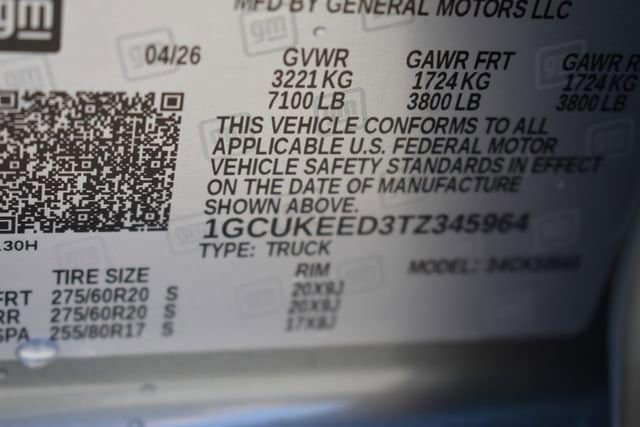 gm
MFD BY GENERAL MOTORS LLC
04/26 GVWR GAWR FRT GAWR R
3221 KG 1724 KG 1724 KG
7100 LB 3800 LB 3800 LB
THIS VEHICLE CONFORMS TO ALL
APPLICABLE U.S. FEDERAL MOTOR
VEHICLE SAFETY STANDARDS IN EFFECT
ON THE DATE OF MANUFACTURE
SHOWN ABOVE.
1GCUKEED3TZ345964
130H
TYPE: TRUCK
TIRE SIZE RIM MODEL:
FRT 275/60R20 S 20X9J
RR 275/60R20 S 20X9J
SPA 255/80R17 S 17X8J